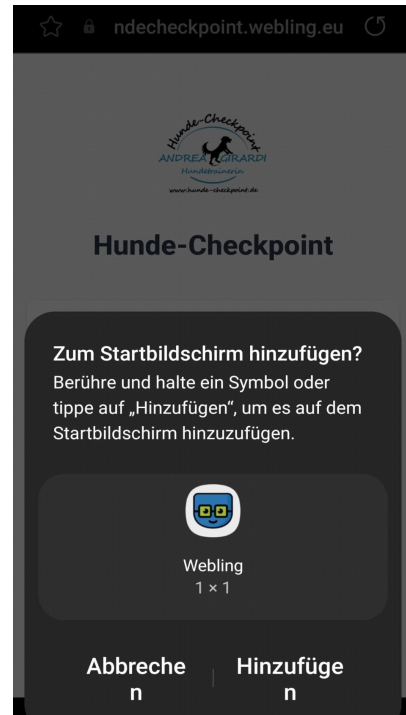 ndecheckpoint.webling.eu
Hunde-Checkpoint
ANDREA GIRARDI
Hundetrainerin
www.hunde-checkpoint.de
Hunde-Checkpoint
Zum Startbildschirm hinzufügen?
Berühre und halte ein Symbol oder
tippe auf „Hinzufügen“, um es auf dem
Startbildschirm hinzuzufügen.
Webling
1 × 1
Abbreche
n
Hinzufüge
n